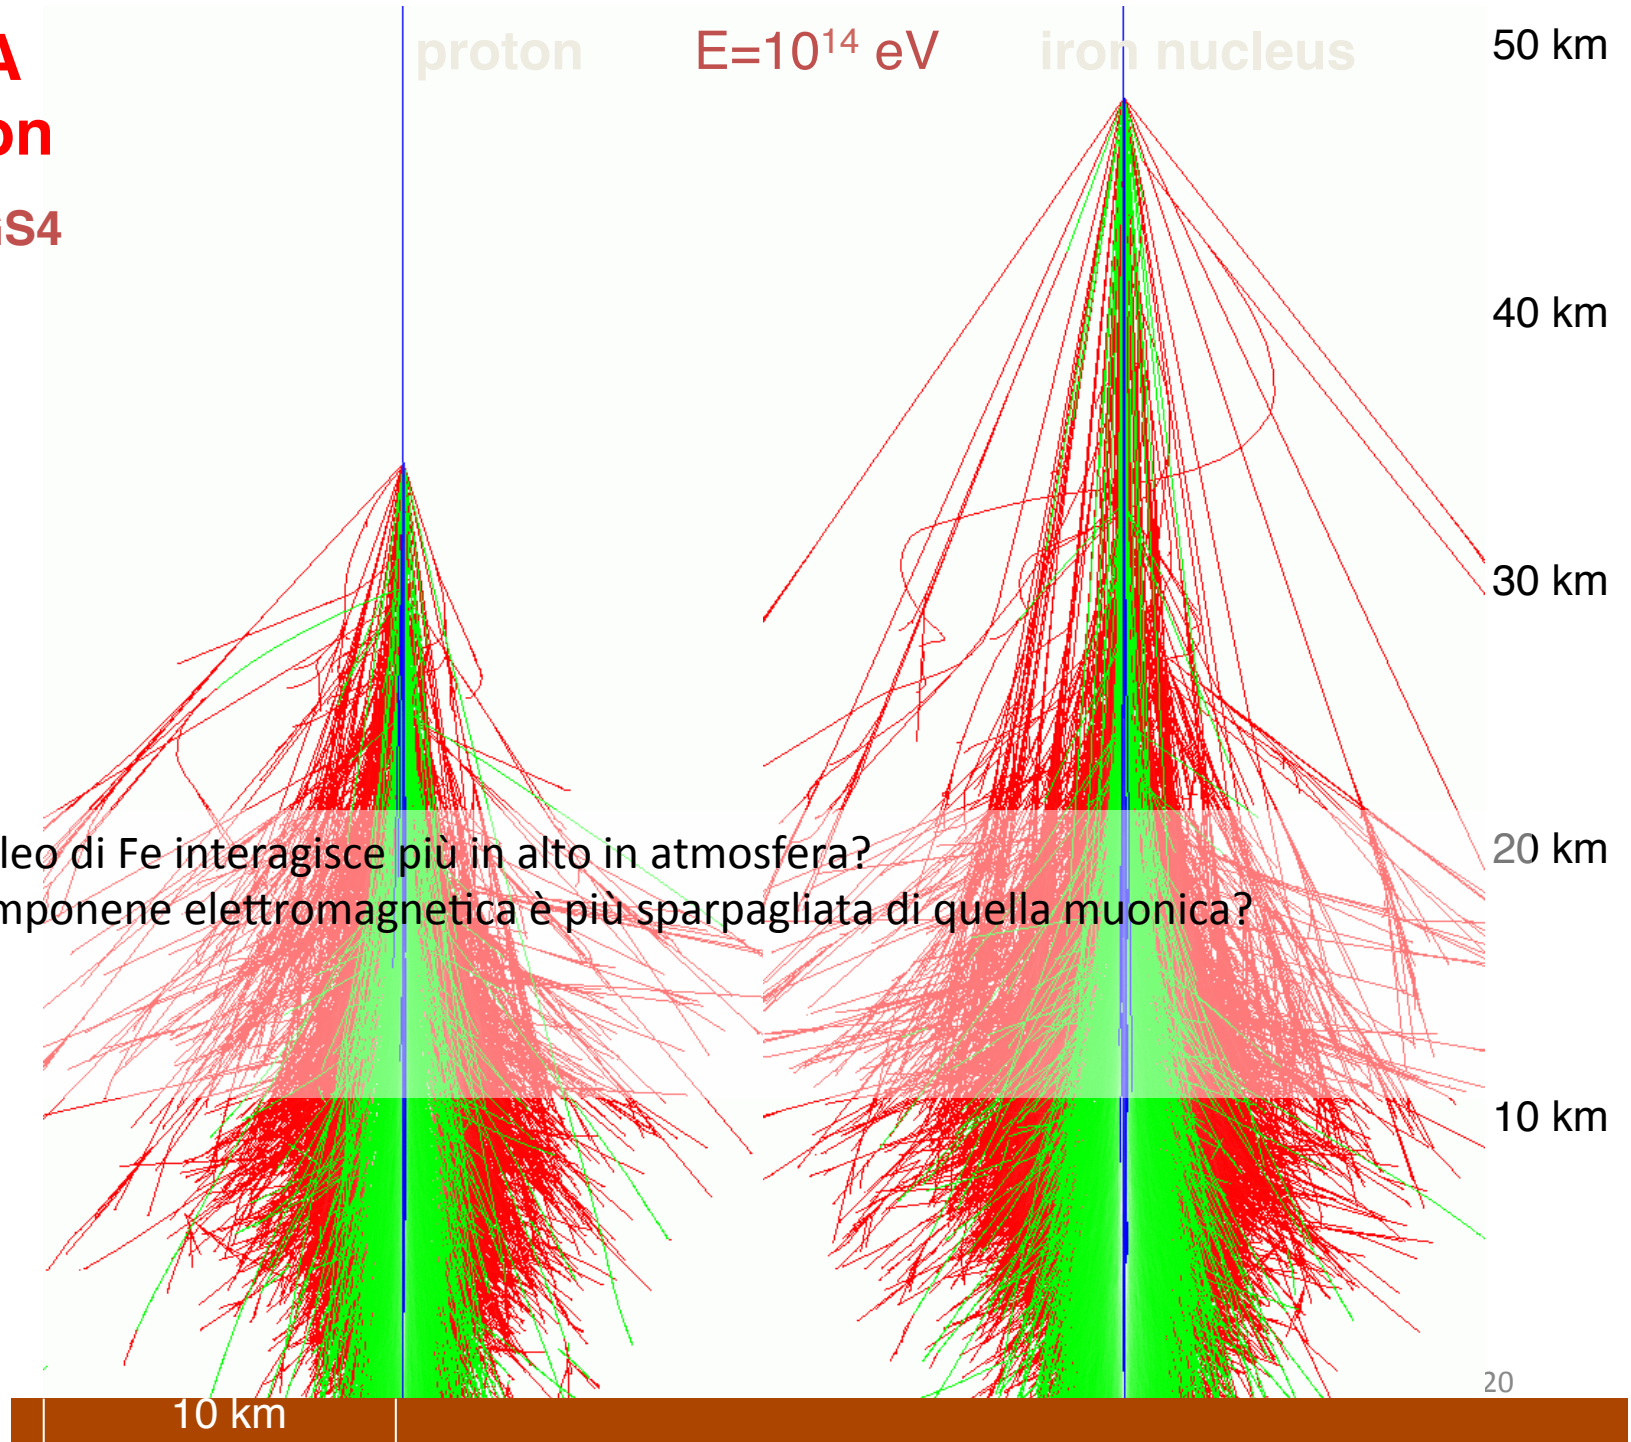 A
proton E=10¹⁴ eV iron nucleus
50 km
on
GS4
40 km
30 km
leo di Fe interagisce più in alto in atmosfera?
20 km
mponene elettromagnetica è più sparpagliata di quella muonica?
10 km
20
10 km